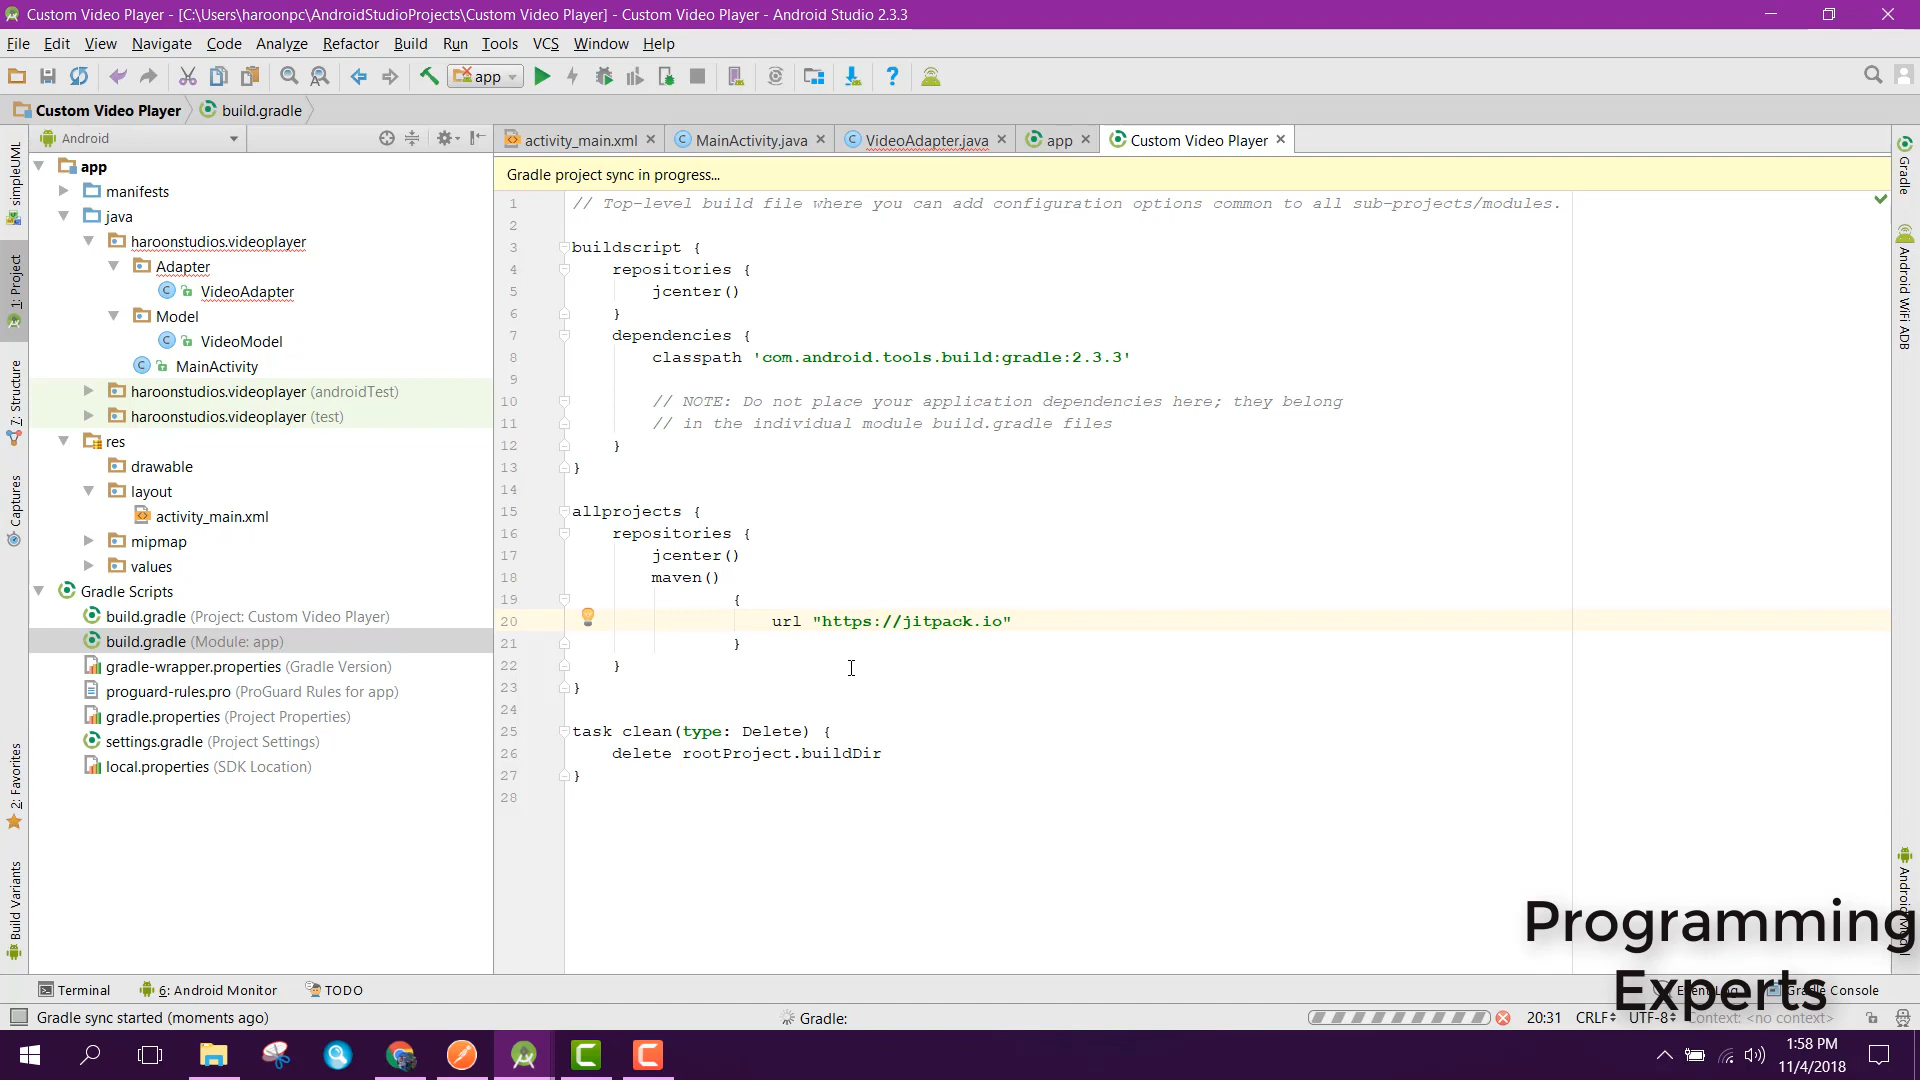 Custom Video Player - [C:\Users\haroonpc\AndroidStudioProjects\Custom Video Player] - Custom Video Player - Android Studio 2.3.3
File Edit View Navigate Code Analyze Refactor Build Run Tools VCS Window Help
app
Custom Video Player build.gradle
Android
activity_main.xml MainActivity.java VideoAdapter.java app Custom Video Player
Gradle project sync in progress...
simpleUML
1: Project
7: Structure
Captures
2: Favorites
Build Variants
app
manifests
java
haroonstudios.videoplayer
Adapter
VideoAdapter
Model
VideoModel
MainActivity
haroonstudios.videoplayer (androidTest)
haroonstudios.videoplayer (test)
res
drawable
layout
activity_main.xml
mipmap
values
Gradle Scripts
build.gradle (Project: Custom Video Player)
build.gradle (Module: app)
gradle-wrapper.properties (Gradle Version)
proguard-rules.pro (ProGuard Rules for app)
gradle.properties (Project Properties)
settings.gradle (Project Settings)
local.properties (SDK Location)
1 // Top-level build file where you can add configuration options common to all sub-projects/modules.
2
3 buildscript {
4 repositories {
5 jcenter()
6 }
7 dependencies {
8 classpath 'com.android.tools.build:gradle:2.3.3'
9
10 // NOTE: Do not place your application dependencies here; they belong
11 // in the individual module build.gradle files
12 }
13 }
14
15 allprojects {
16 repositories {
17 jcenter()
18 maven()
19 {
20 url "https://jitpack.io"
21 }
22 }
23 }
24
25 task clean(type: Delete) {
26 delete rootProject.buildDir
27 }
28
Gradle
Android WiFi ADB
Programming
Experts
Terminal 6: Android Monitor TODO
Gradle Console
Gradle sync started (moments ago) Gradle: 20:31 CRLF UTF-8 Context: <no context>
1:58 PM
11/4/2018